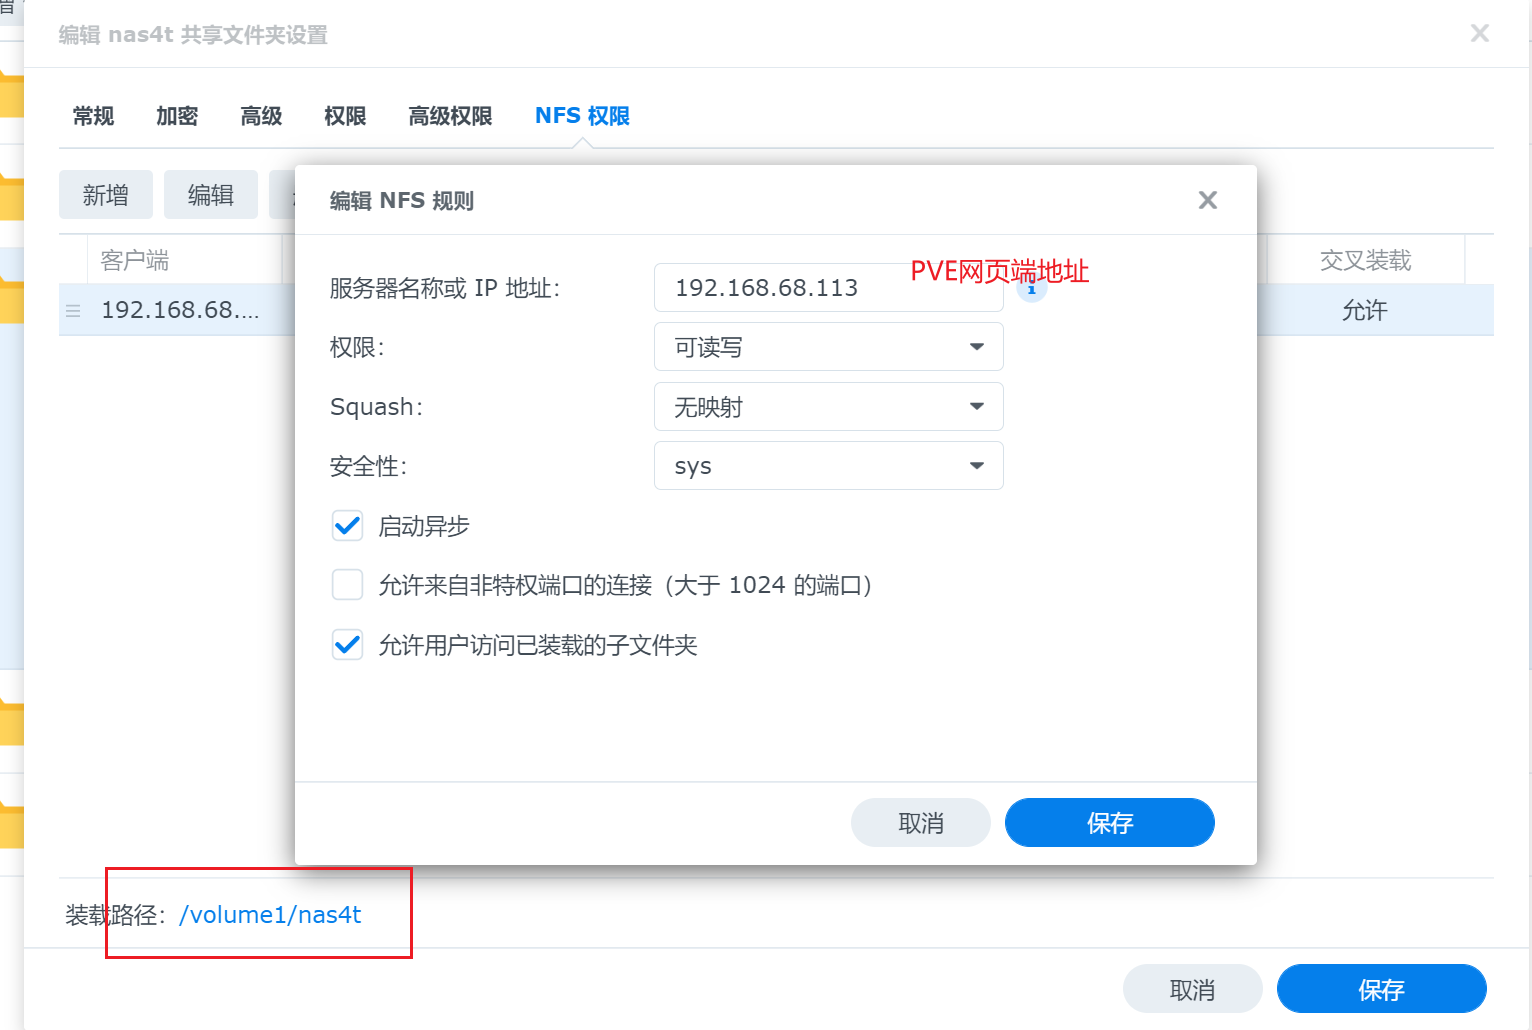 编辑 nas4t 共享文件夹设置
常规 加密 高级 权限 高级权限 NFS 权限
新增 编辑
编辑 NFS 规则
客户端
交叉装载
PVE网页端地址
服务器名称或 IP 地址: 192.168.68.113
192.168.68....
允许
权限: 可读写
Squash: 无映射
安全性: sys
启动异步
允许来自非特权端口的连接（大于 1024 的端口）
允许用户访问已装载的子文件夹
取消 保存
装载路径: /volume1/nas4t
取消 保存